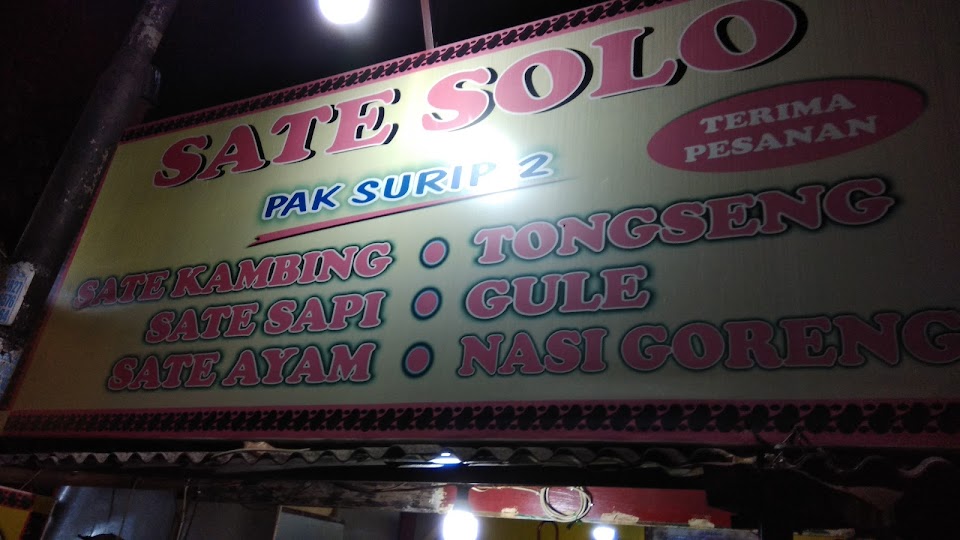 SATE SOLO
PAK SURIP 2
TERIMA
PESANAN
SATE KAMBING • TONGSENG
SATE SAPI • GULE
SATE AYAM • NASI GORENG